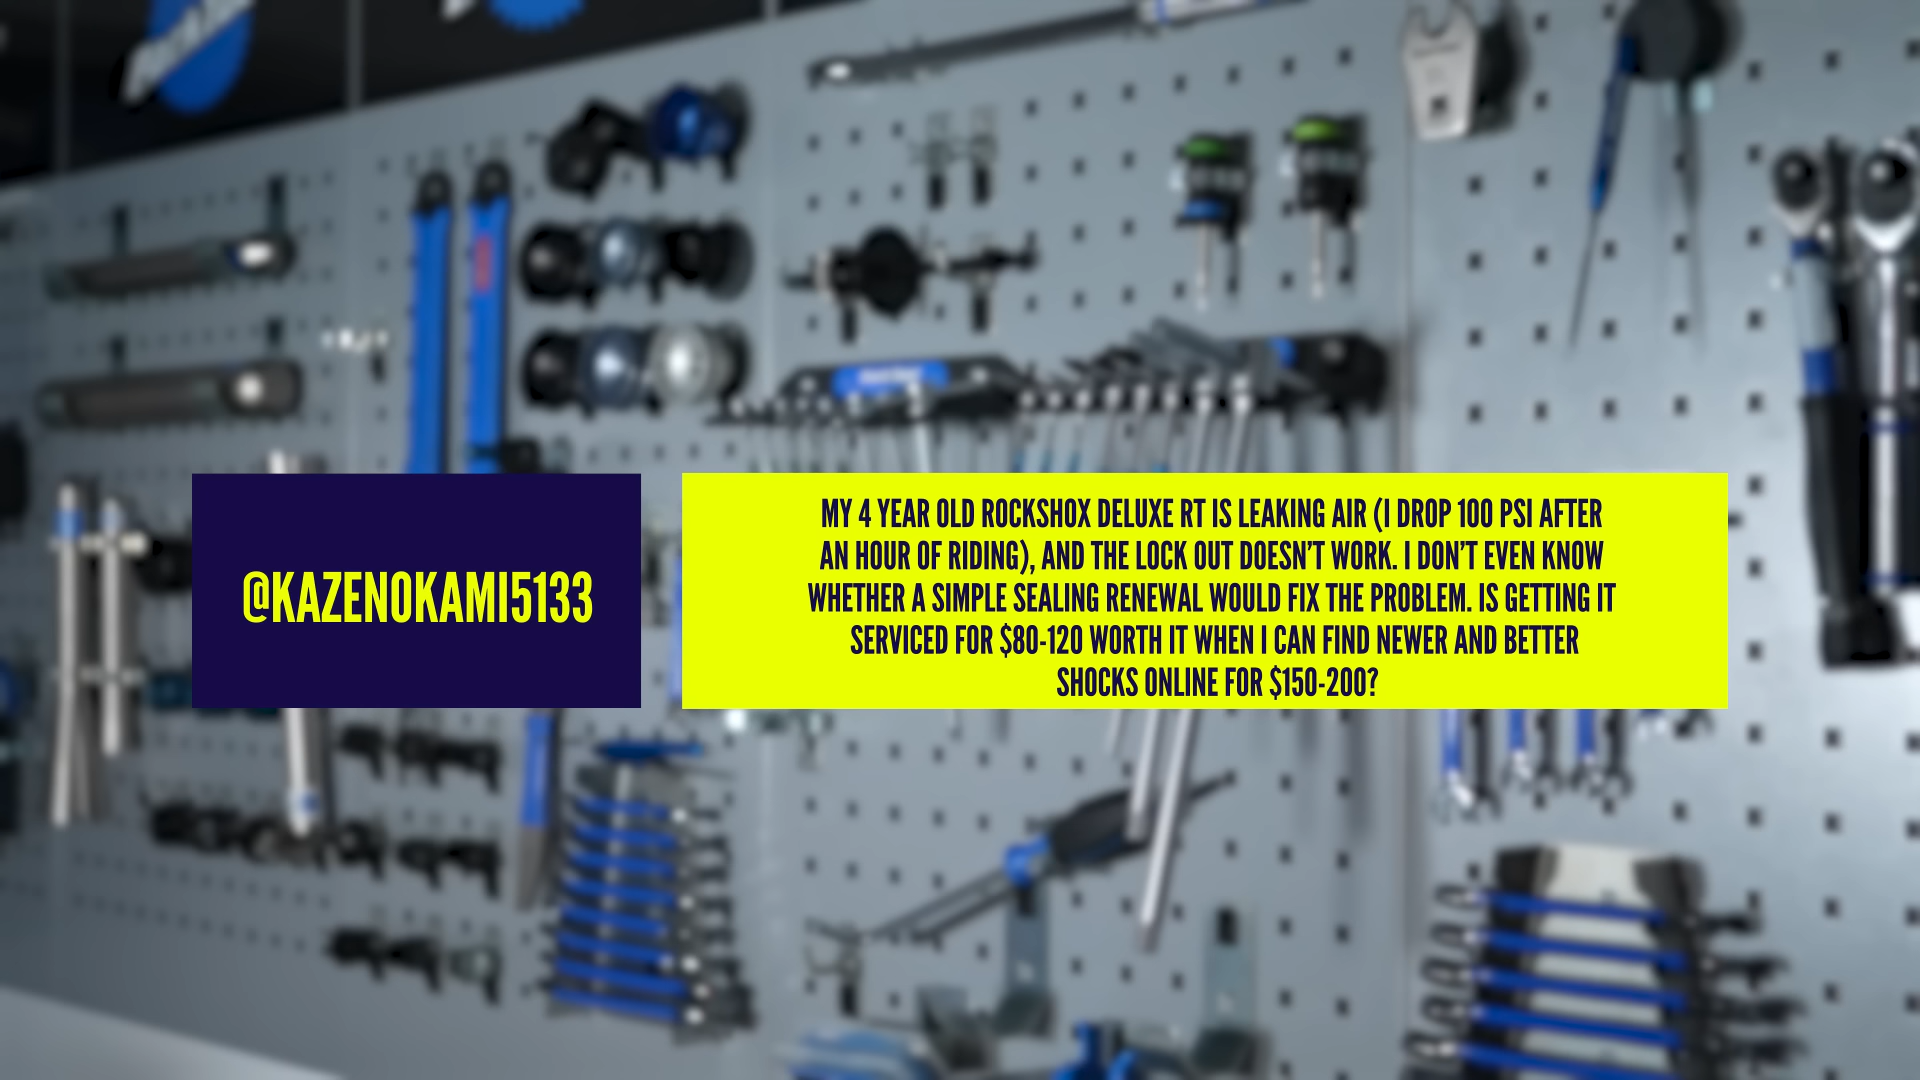 @KAZENOKAMI5133
MY 4 YEAR OLD ROCKSHOX DELUXE RT IS LEAKING AIR (I DROP 100 PSI AFTER
AN HOUR OF RIDING), AND THE LOCK OUT DOESN'T WORK. I DON'T EVEN KNOW
WHETHER A SIMPLE SEALING RENEWAL WOULD FIX THE PROBLEM. IS GETTING IT
SERVICED FOR $80-120 WORTH IT WHEN I CAN FIND NEWER AND BETTER
SHOCKS ONLINE FOR $150-200?